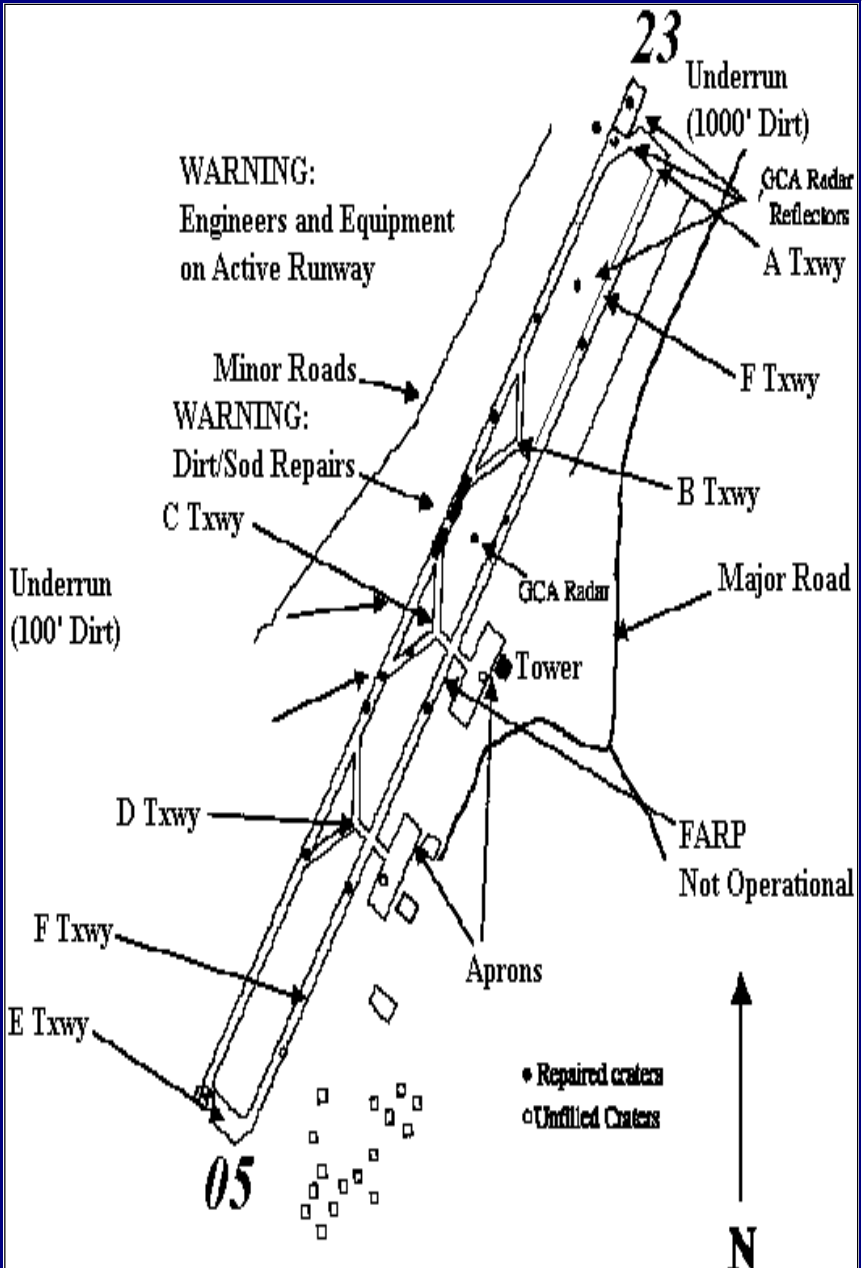 23
Underrun
(1000' Dirt)
WARNING:
Engineers and Equipment
on Active Runway
GCA Radar
Reflectors
A Txwy
Minor Roads
F Txwy
WARNING:
Dirt/Sod Repairs
B Txwy
C Txwy
Underrun
(100' Dirt)
GCA Radar
Major Road
Tower
D Txwy
FARP
Not Operational
F Txwy
Aprons
E Txwy
Repaired craters
Unfilled Craters
05
N